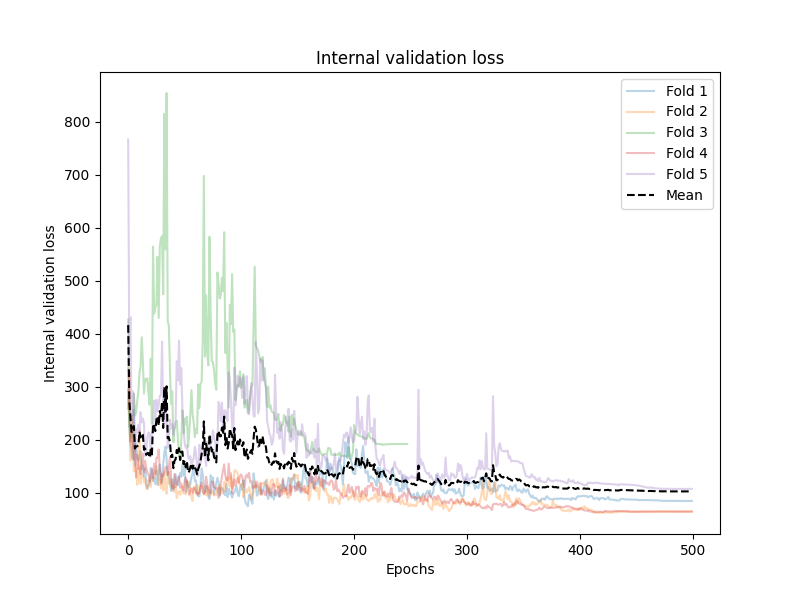 Internal validation loss
Internal validation loss
800
700
600
500
400
300
200
100
0
100
200
300
400
500
Epochs
Fold 1
Fold 2
Fold 3
Fold 4
Fold 5
Mean